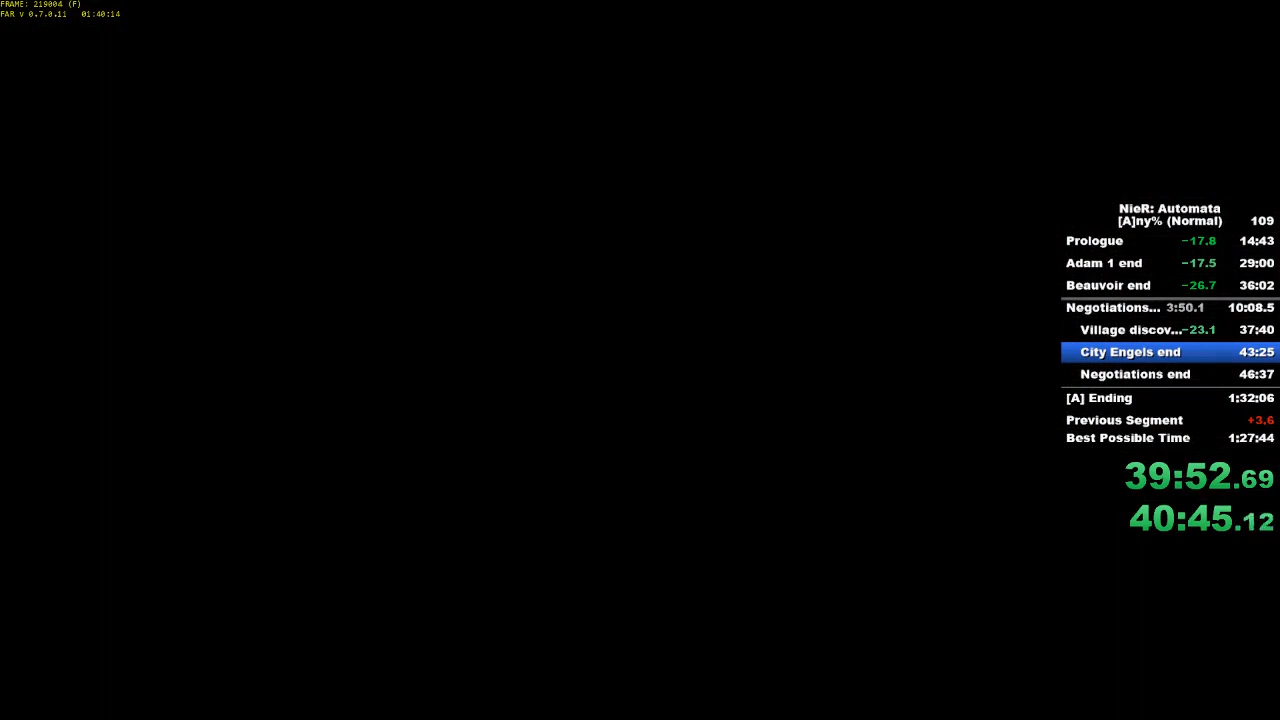 FRAME: 219004 (F)
FAR v 0.7.0.11 01:40:14
NieR: Automata
[A]ny% (Normal) 109
Prologue -17.8 14:43
Adam 1 end -17.5 29:00
Beauvoir end -26.7 36:02
Negotiations... 3:50.1 10:08.5
Village discov... -23.1 37:40
City Engels end 43:25
Negotiations end 46:37
[A] Ending 1:32:06
Previous Segment +3.6
Best Possible Time 1:27:44
39:52.69
40:45.12